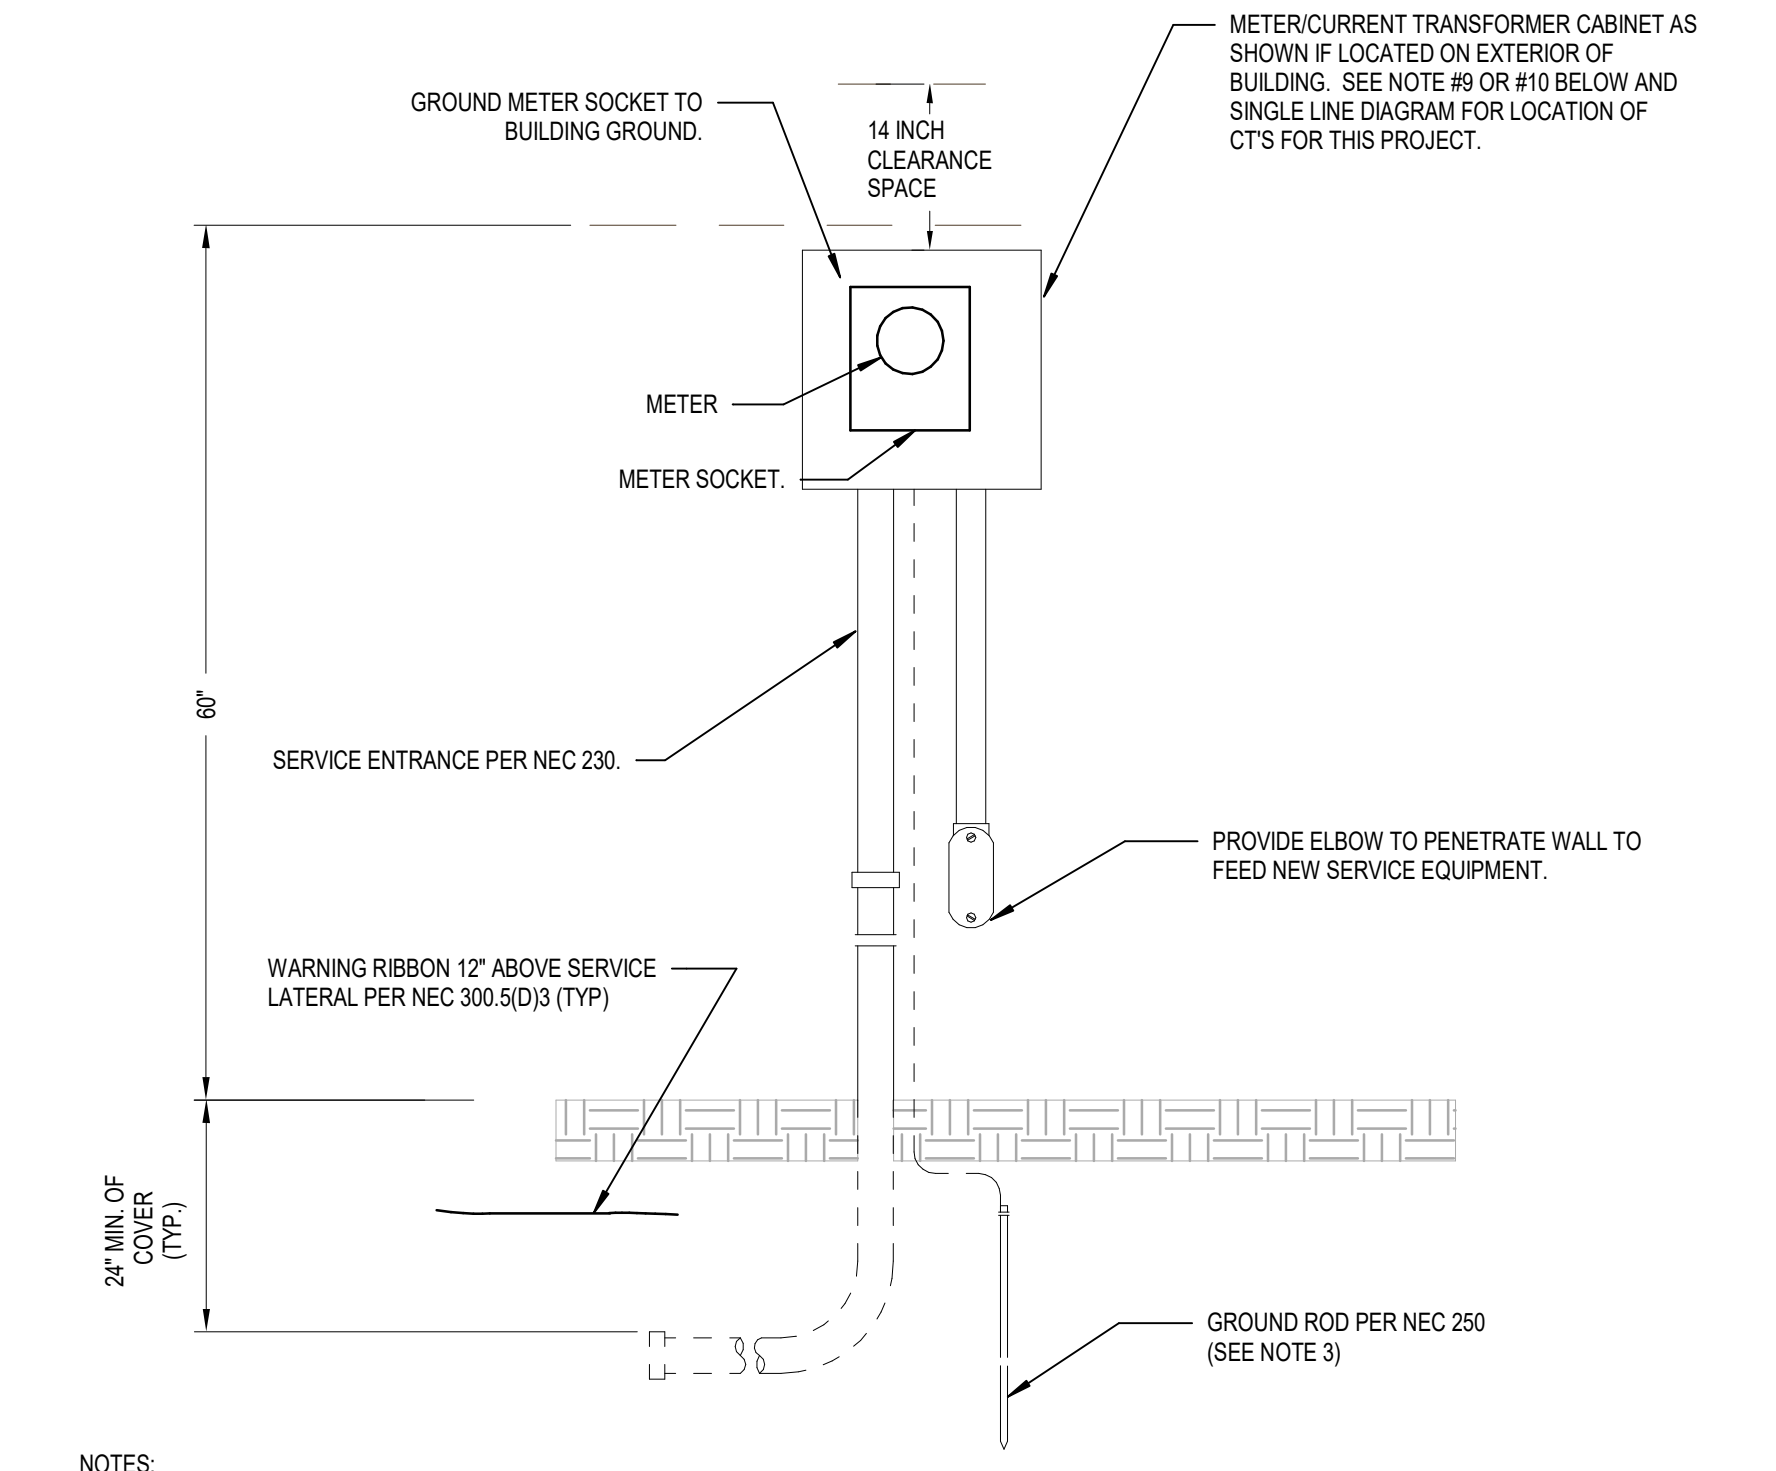 METER/CURRENT TRANSFORMER CABINET AS
SHOWN IF LOCATED ON EXTERIOR OF
BUILDING.  SEE NOTE #9 OR #10 BELOW AND
SINGLE LINE DIAGRAM FOR LOCATION OF
CT'S FOR THIS PROJECT.
GROUND METER SOCKET TO
BUILDING GROUND.
14 INCH
CLEARANCE
SPACE
METER
METER SOCKET.
60"
SERVICE ENTRANCE PER NEC 230.
PROVIDE ELBOW TO PENETRATE WALL TO
FEED NEW SERVICE EQUIPMENT.
WARNING RIBBON 12" ABOVE SERVICE
LATERAL PER NEC 300.5(D)3 (TYP)
24" MIN. OF
COVER
(TYP.)
GROUND ROD PER NEC 250
(SEE NOTE 3)
NOTES: